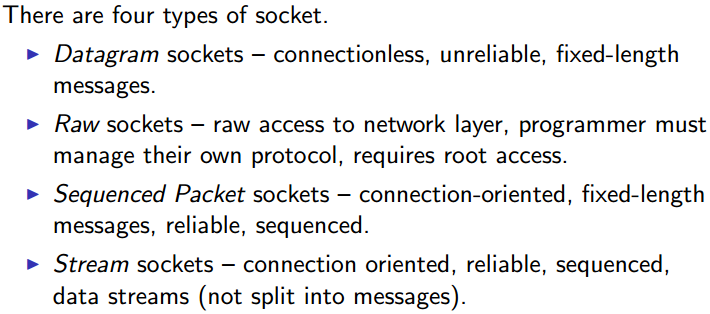 There are four types of socket.
▶ Datagram sockets – connectionless, unreliable, fixed-length
messages.
▶ Raw sockets – raw access to network layer, programmer must
manage their own protocol, requires root access.
▶ Sequenced Packet sockets – connection-oriented, fixed-length
messages, reliable, sequenced.
▶ Stream sockets – connection oriented, reliable, sequenced,
data streams (not split into messages).